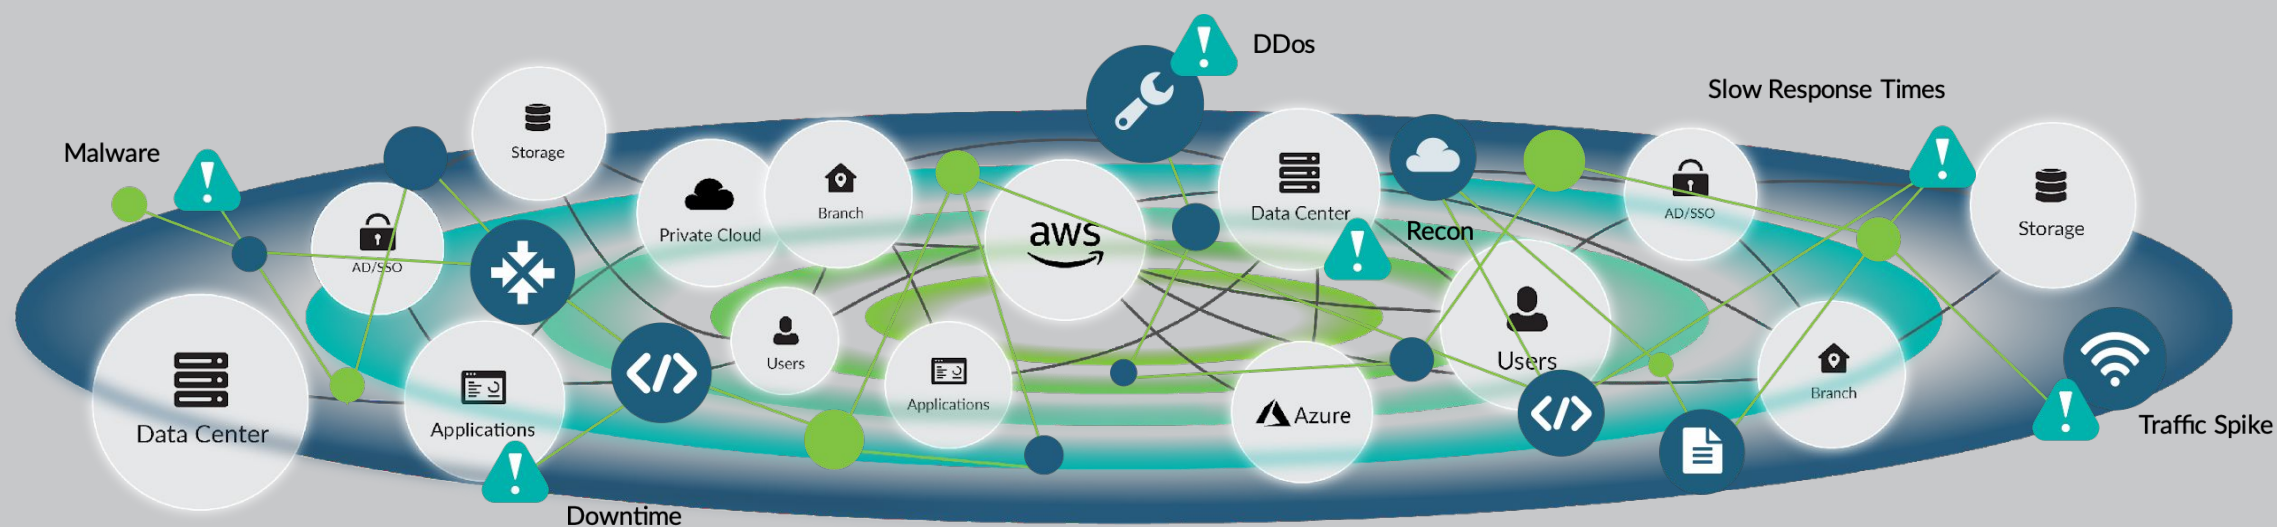 DDos
Slow Response Times
Malware
Storage
Private Cloud
Branch
aws
Data Center
Recon
AD/SSO
Storage
AD/SSO
Data Center
Applications
Users
Applications
Azure
Users
Branch
Traffic Spike
Downtime